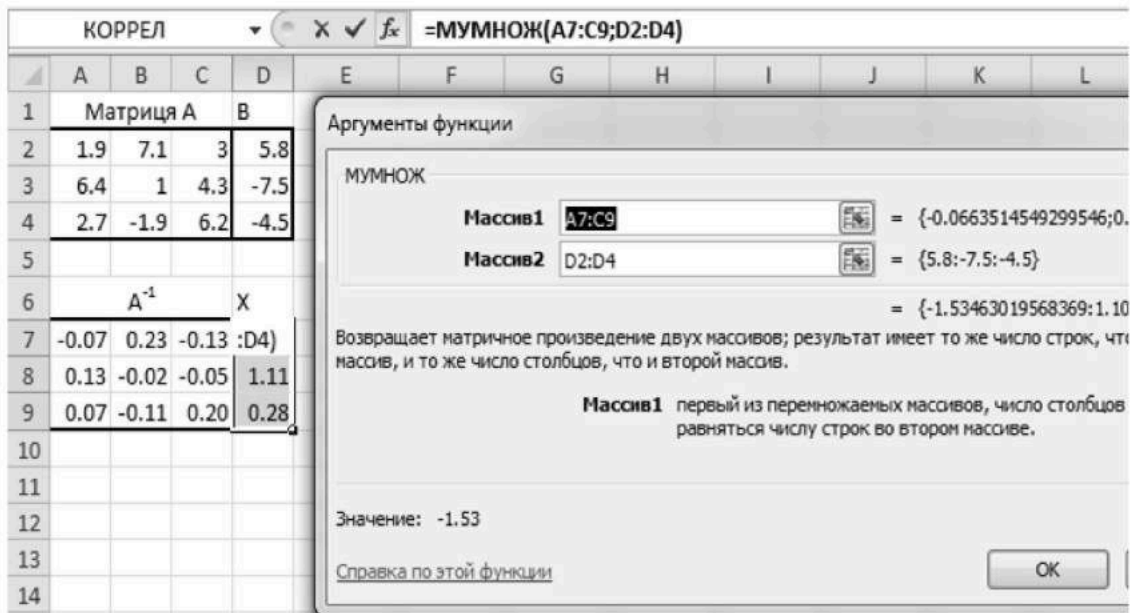 КОРРЕЛ =МУМНОЖ(A7:C9;D2:D4)
A B C D E F G H I J K L
1 Матриця А В
2 1.9 7.1 3 5.8
3 6.4 1 4.3 -7.5
4 2.7 -1.9 6.2 -4.5
5
6 A-1 X
7 -0.07 0.23 -0.13 :D4)
8 0.13 -0.02 -0.05 1.11
9 0.07 -0.11 0.20 0.28
10
11
12
13
14
Аргументы функции
МУМНОЖ
Массив1 A7:C9 = {-0.0663514549299546;0.
Массив2 D2:D4 = {5.8:-7.5:-4.5}
= {-1.53463019568369:1.10
Возвращает матричное произведение двух массивов; результат имеет то же число строк, что
массив, и то же число столбцов, что и второй массив.
Массив1 первый из перемножаемых массивов, число столбцов
равняться числу строк во втором массиве.
Значение: -1.53
Справка по этой функции
ОК